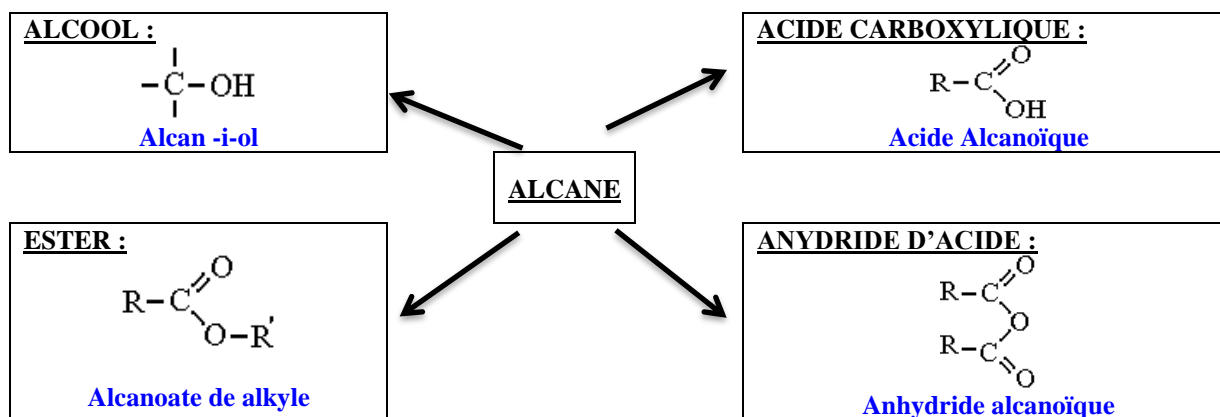 ALCOOL :
C OH
Alcan -i-ol
ACIDE CARBOXYLIQUE :
O
R C
OH
Acide Alcanoïque
ALCANE
ESTER :
O
R C
O R'
Alcanoate de alkyle
ANYDRIDE D'ACIDE :
O
R C
O
R C
O
Anhydride alcanoïque